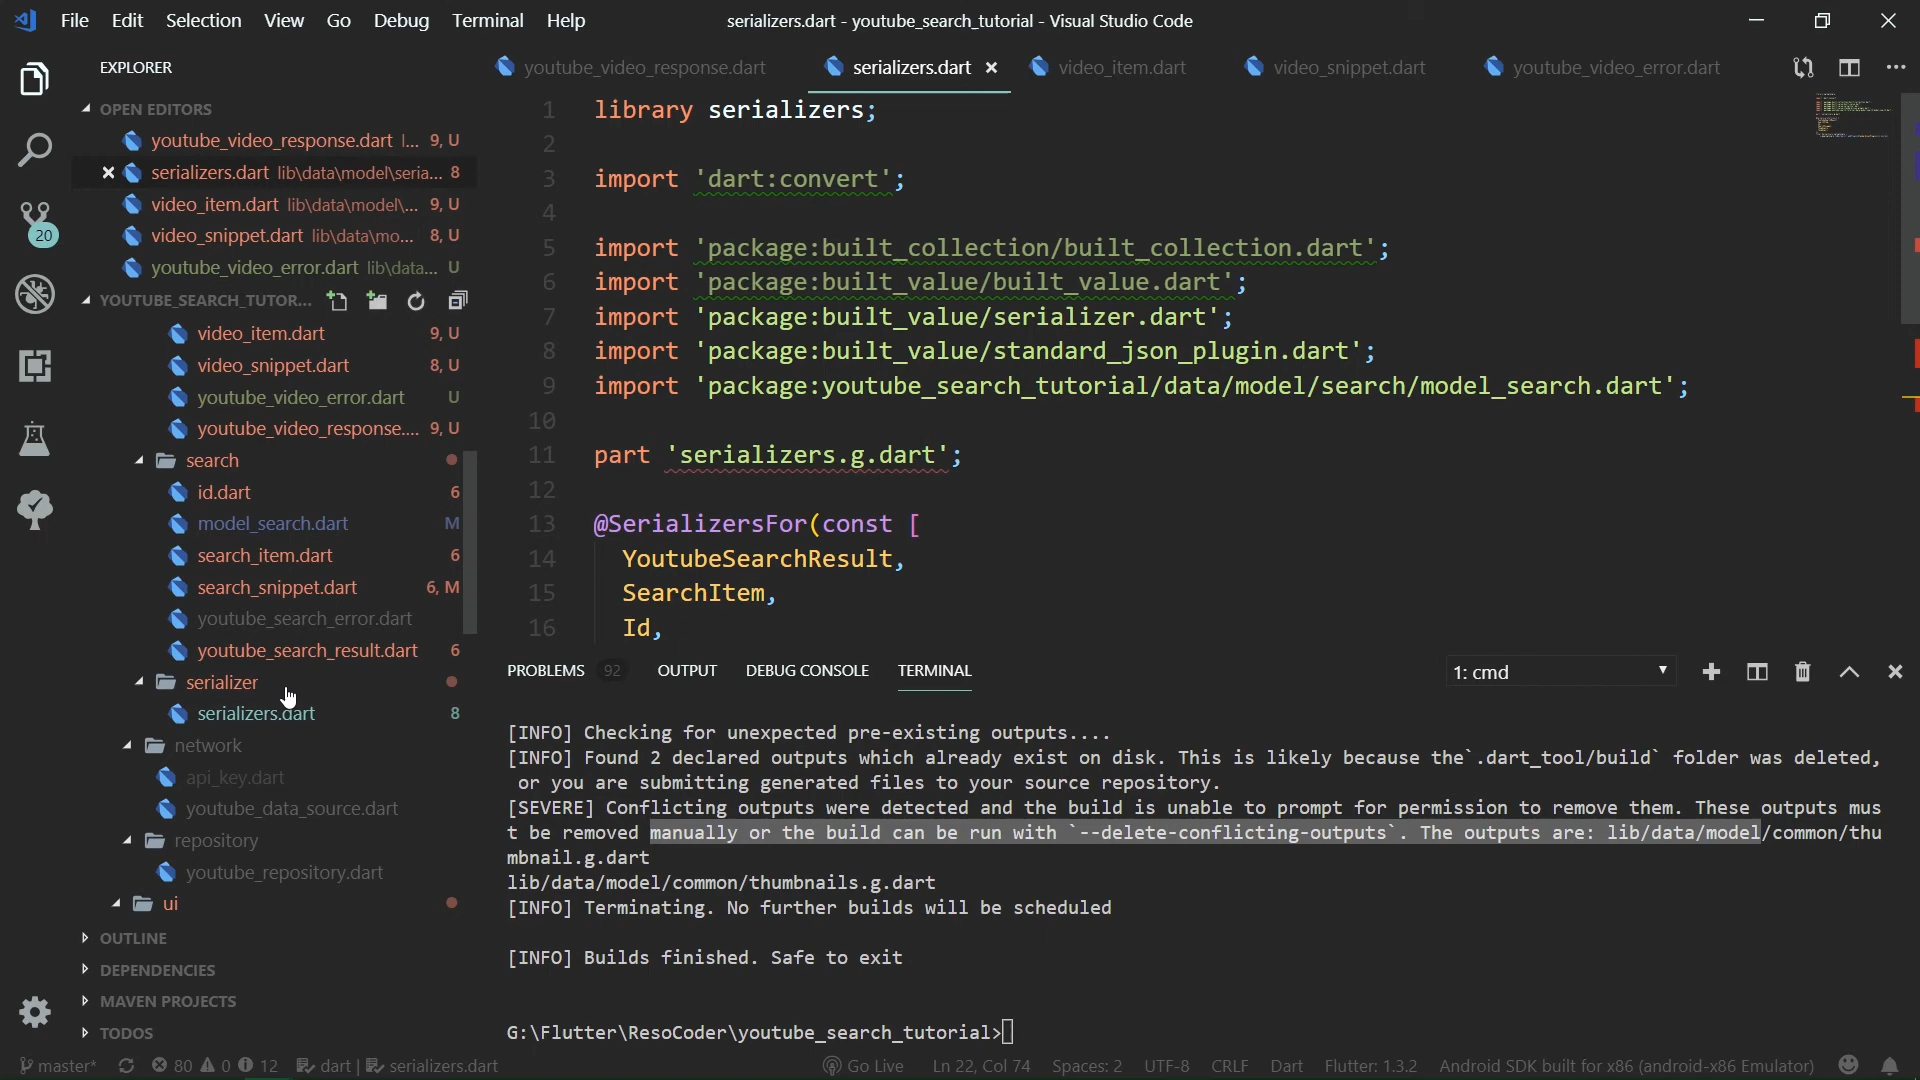 File Edit Selection View Go Debug Terminal Help
serializers.dart - youtube_search_tutorial - Visual Studio Code
EXPLORER
OPEN EDITORS
youtube_video_response.dart l... 9, U
serializers.dart lib\data\model\seria... 8
video_item.dart lib\data\model\... 9, U
video_snippet.dart lib\data\mo... 8, U
youtube_video_error.dart lib\data... U
20
YOUTUBE_SEARCH_TUTOR...
video_item.dart 9, U
video_snippet.dart 8, U
youtube_video_error.dart U
youtube_video_response.... 9, U
search
id.dart 6
model_search.dart M
search_item.dart 6
search_snippet.dart 6, M
youtube_search_error.dart
youtube_search_result.dart 6
serializer
serializers.dart 8
network
api_key.dart
youtube_data_source.dart
repository
youtube_repository.dart
ui
OUTLINE
DEPENDENCIES
MAVEN PROJECTS
TODOS
youtube_video_response.dart serializers.dart video_item.dart video_snippet.dart youtube_video_error.dart
1 library serializers;
2
3 import 'dart:convert';
4
5 import 'package:built_collection/built_collection.dart';
6 import 'package:built_value/built_value.dart';
7 import 'package:built_value/serializer.dart';
8 import 'package:built_value/standard_json_plugin.dart';
9 import 'package:youtube_search_tutorial/data/model/search/model_search.dart';
10
11 part 'serializers.g.dart';
12
13 @SerializersFor(const [
14 YoutubeSearchResult,
15 SearchItem,
16 Id,
PROBLEMS 92 OUTPUT DEBUG CONSOLE TERMINAL 1: cmd
[INFO] Checking for unexpected pre-existing outputs....
[INFO] Found 2 declared outputs which already exist on disk. This is likely because the`.dart_tool/build` folder was deleted,
or you are submitting generated files to your source repository.
[SEVERE] Conflicting outputs were detected and the build is unable to prompt for permission to remove them. These outputs mus
t be removed manually or the build can be run with `--delete-conflicting-outputs`. The outputs are: lib/data/model/common/thu
mbnail.g.dart
lib/data/model/common/thumbnails.g.dart
[INFO] Terminating. No further builds will be scheduled
[INFO] Builds finished. Safe to exit
G:\Flutter\ResoCoder\youtube_search_tutorial>
master* 80 0 12 dart | serializers.dart Go Live Ln 22, Col 74 Spaces: 2 UTF-8 CRLF Dart Flutter: 1.3.2 Android SDK built for x86 (android-x86 Emulator)